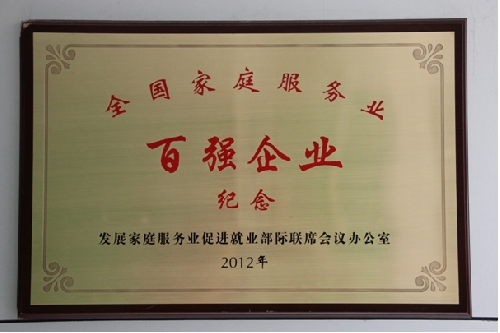 全国家庭服务业
百强企业
纪念
发展家庭服务业促进就业部际联席会议办公室
2012年